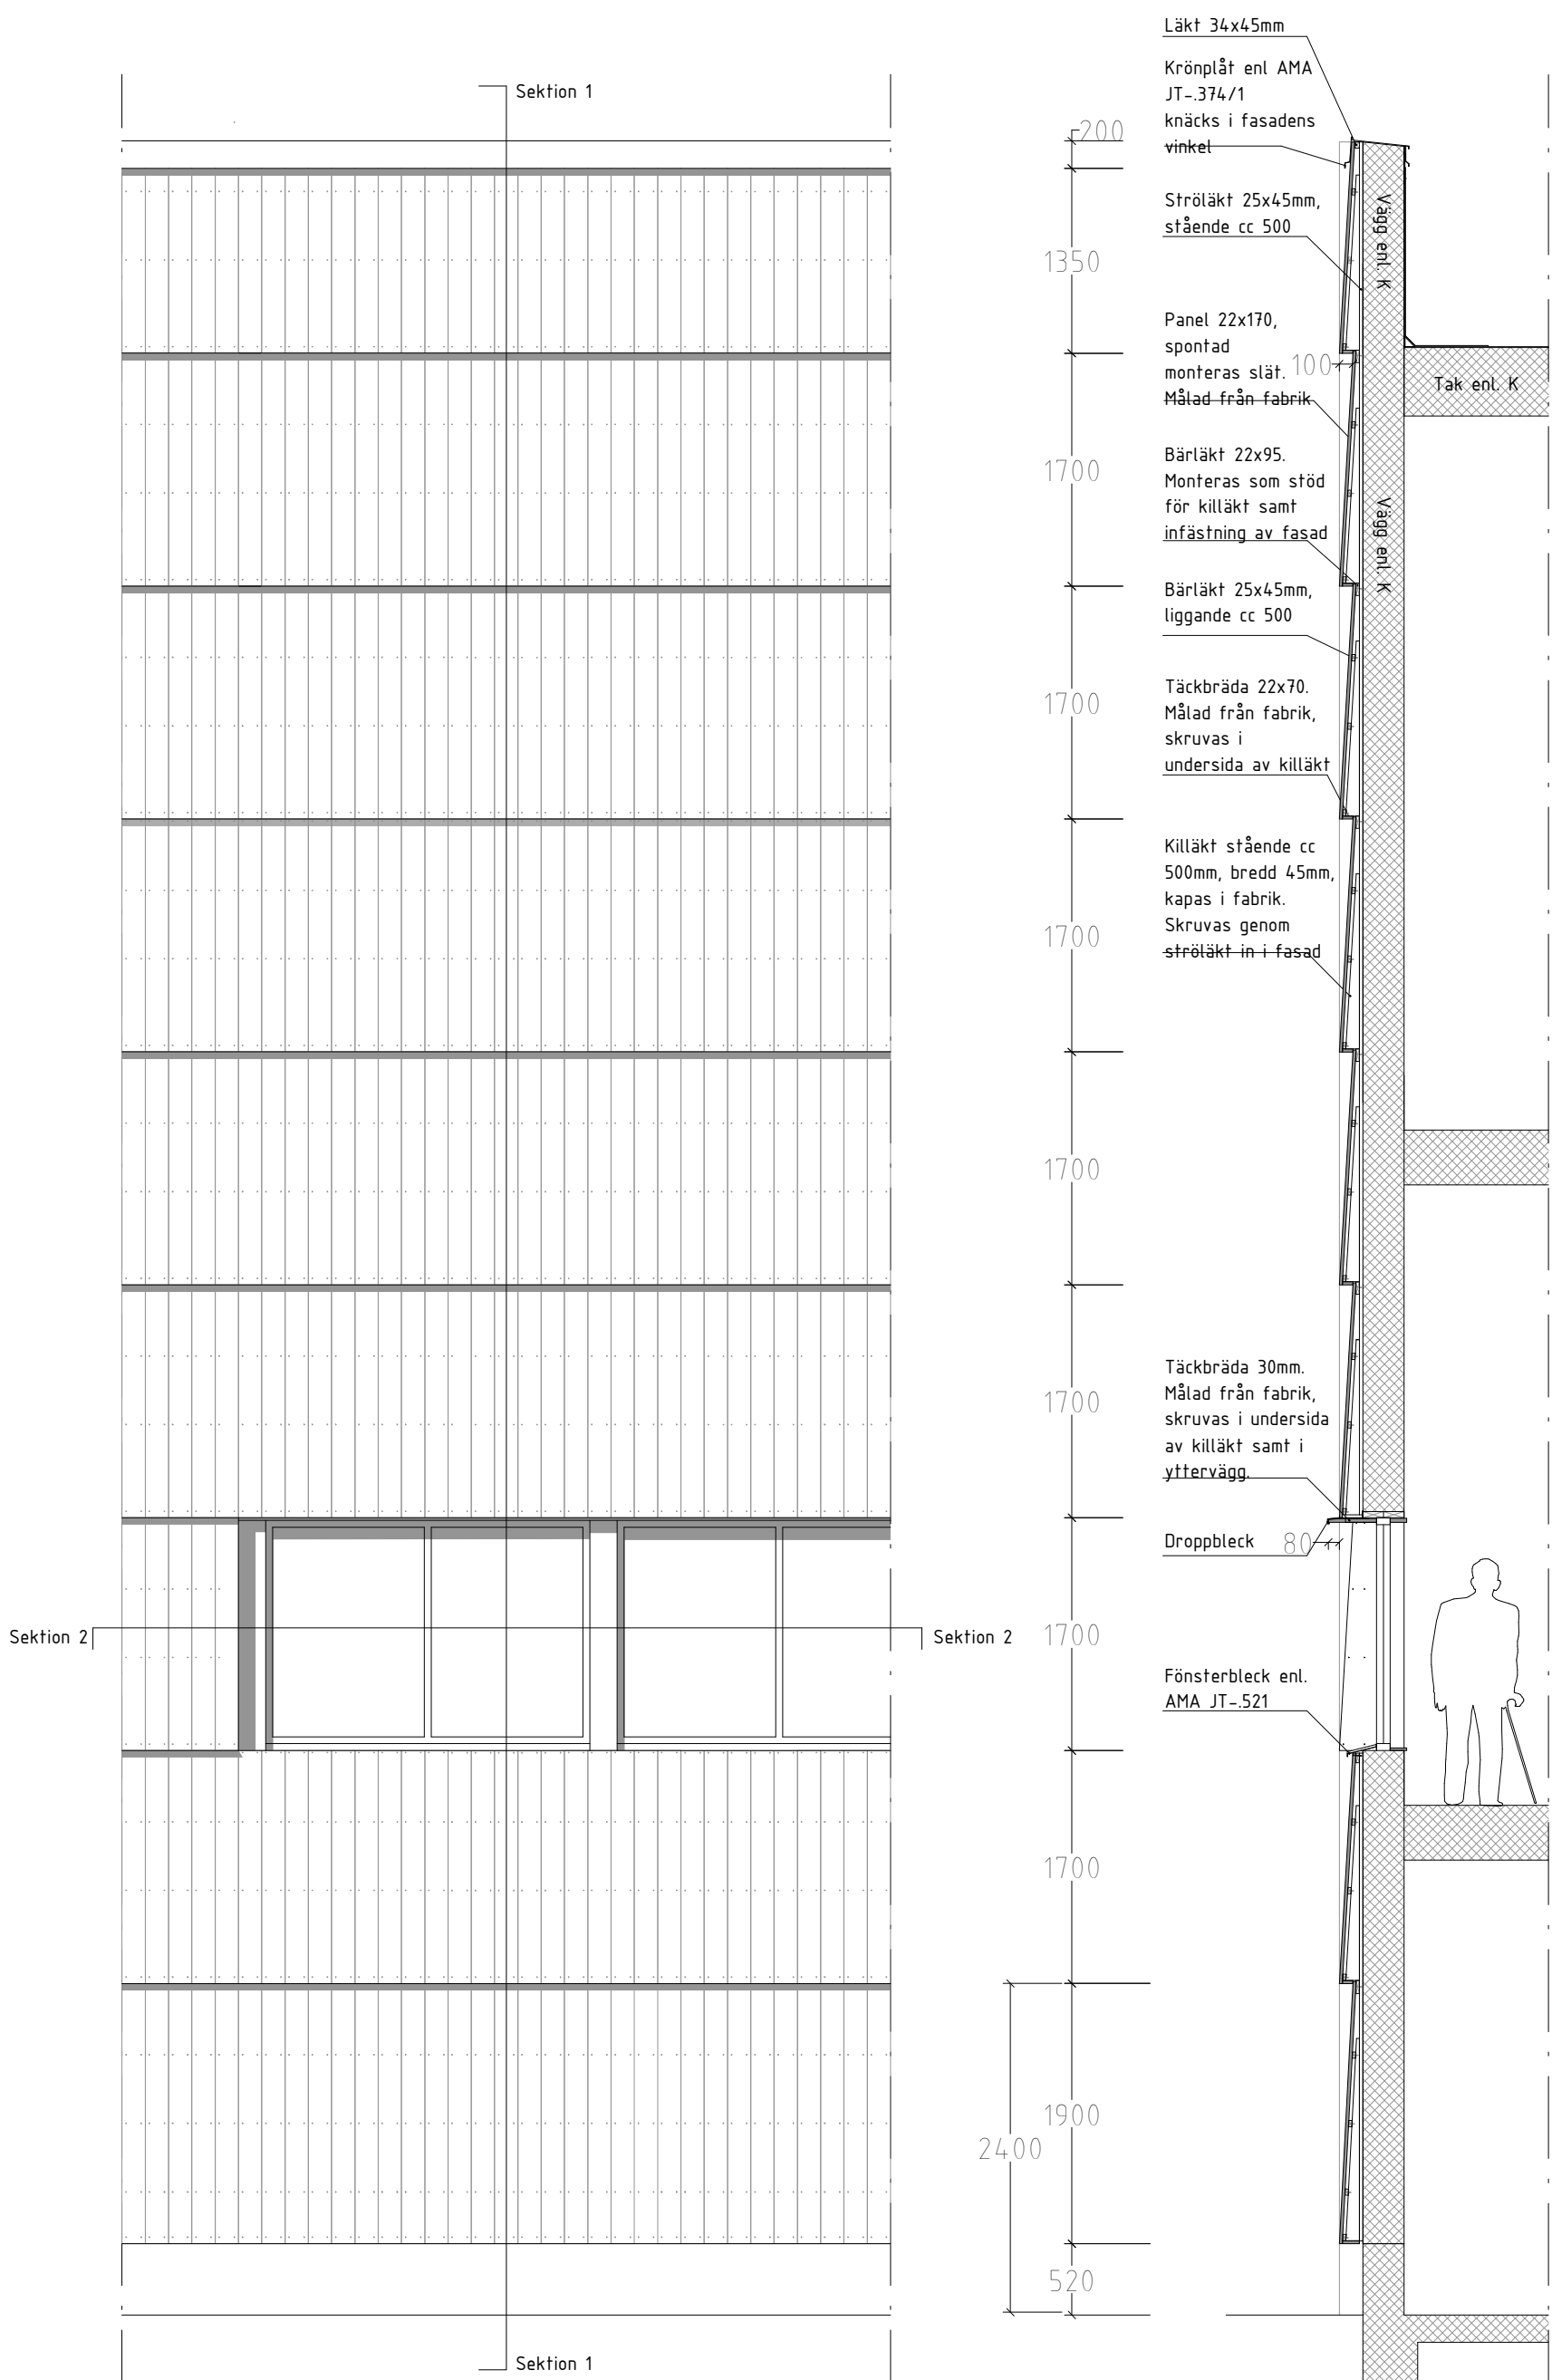 Läkt 34x45mm
Krönplåt enl AMA
JT-.374/1
knäcks i fasadens
vinkel
Sektion 1
200
Ströläkt 25x45mm,
stående cc 500
Vägg enl. K
1350
Panel 22x170,
spontad
monteras slät.
Målad från fabrik
100
Tak enl. K
Bärläkt 22x95.
Monteras som stöd
för killäkt samt
infästning av fasad
1700
Vägg enl. K
Bärläkt 25x45mm,
liggande cc 500
Täckbräda 22x70.
Målad från fabrik,
skruvas i
undersida av killäkt
1700
Killäkt stående cc
500mm, bredd 45mm,
kapas i fabrik.
Skruvas genom
ströläkt in i fasad
1700
1700
Täckbräda 30mm.
Målad från fabrik,
skruvas i undersida
av killäkt samt i
yttervägg.
1700
Droppbleck
80
Sektion 2
Sektion 2
1700
Fönsterbleck enl.
AMA JT-.521
1700
1900
2400
520
Sektion 1